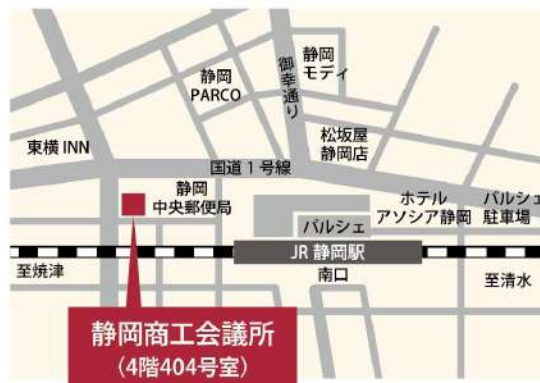 静岡
モディ
御幸通り
静岡
PARCO
松坂屋
静岡店
東横 INN
国道 1 号線
静岡
中央郵便局
ホテル
アソシア静岡
パルシェ
駐車場
パルシェ
JR 静岡駅
至焼津
南口
至清水
静岡商工会議所
(4階404号室)